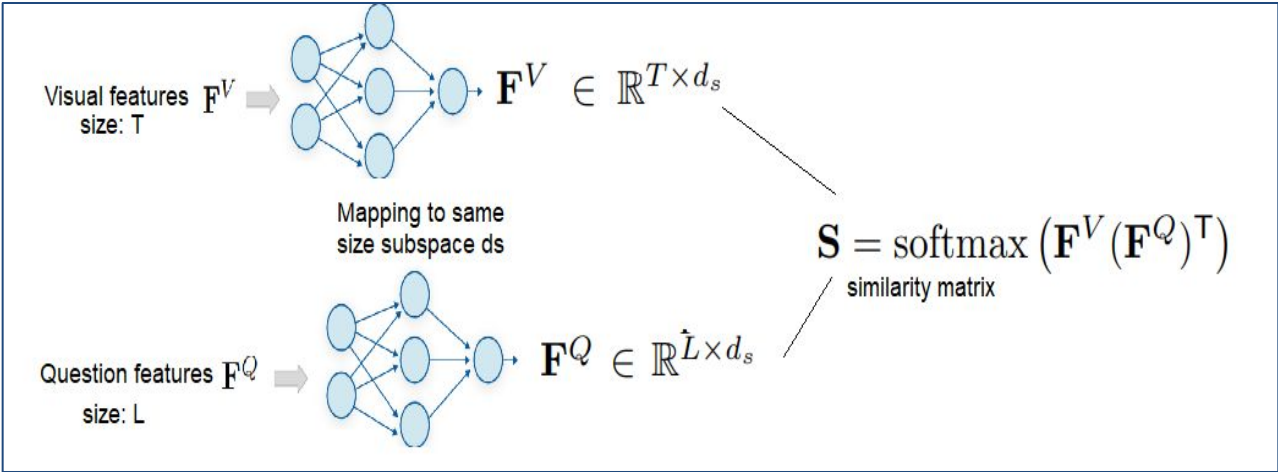 Visual features F^V
size: T
F^V ∈ ℝ^{T×d_s}
Mapping to same
size subspace ds
S = softmax (F^V (F^Q)^T)
similarity matrix
Question features F^Q
size: L
F^Q ∈ ℝ^{L×d_s}